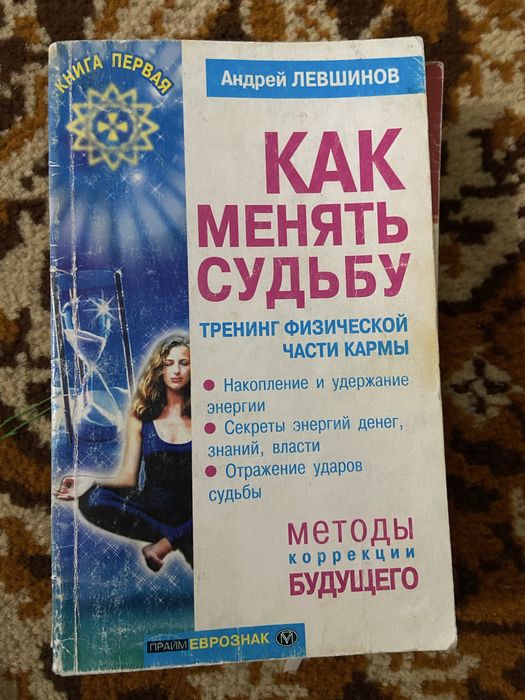 КНИГА ПЕРВАЯ
Андрей ЛЕВШИНОВ
КАК
МЕНЯТЬ
СУДЬБУ
ТРЕНИНГ ФИЗИЧЕСКОЙ
ЧАСТИ КАРМЫ
● Накопление и удержание
энергии
● Секреты энергий денег,
знаний, власти
● Отражение ударов
судьбы
методы
коррекции
БУДУЩЕГО
ПРАЙМ ЕВРОЗНАК